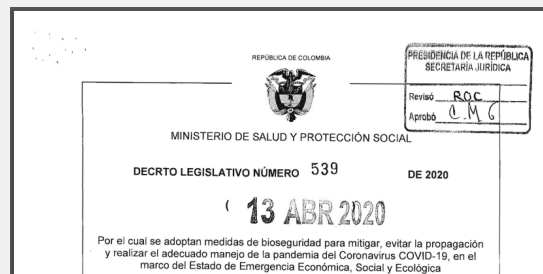 REPÚBLICA DE COLOMBIA
PRESIDENCIA DE LA REPÚBLICA
SECRETARÍA JURÍDICA
Revisó ROC
Aprobó C.M G
MINISTERIO DE SALUD Y PROTECCIÓN SOCIAL
DECRTO LEGISLATIVO NÚMERO 539 DE 2020
( 13 ABR 2020
Por el cual se adoptan medidas de bioseguridad para mitigar, evitar la propagación
y realizar el adecuado manejo de la pandemia del Coronavirus COVID-19, en el
marco del Estado de Emergencia Económica, Social y Ecológica